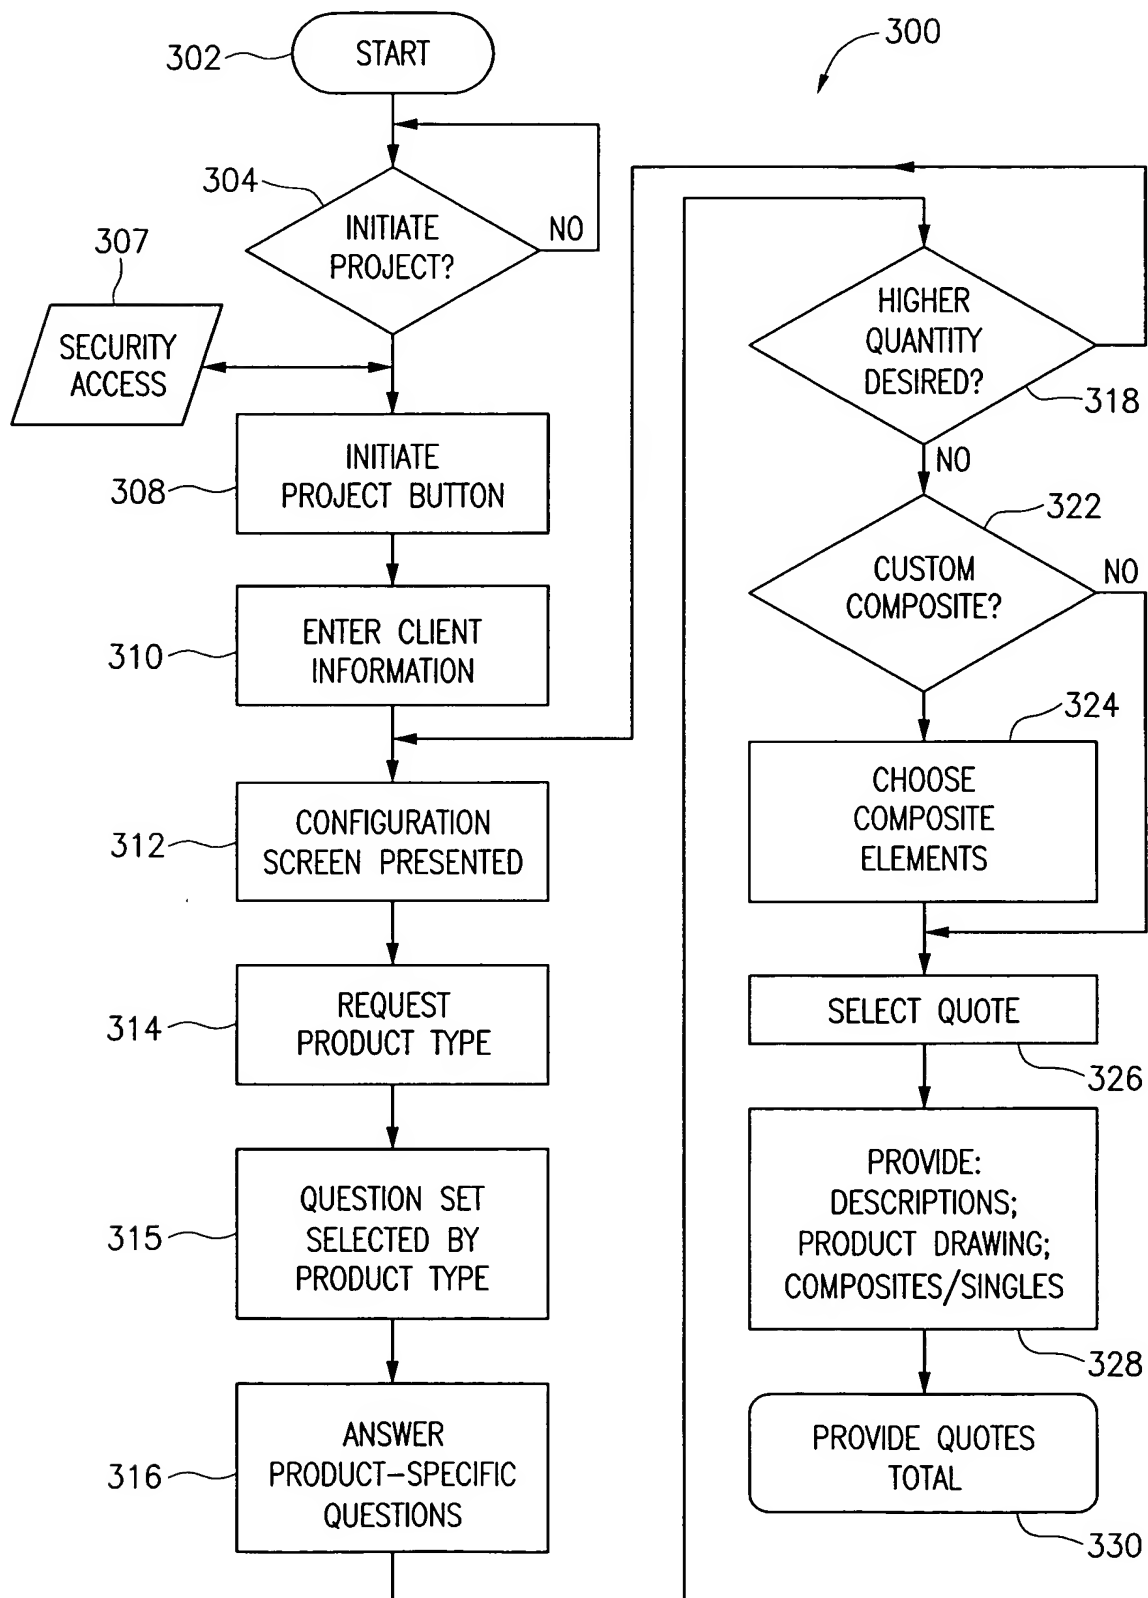 300
302
START
304
INITIATE
PROJECT?
NO
307
SECURITY
ACCESS
308
INITIATE
PROJECT BUTTON
310
ENTER CLIENT
INFORMATION
312
CONFIGURATION
SCREEN PRESENTED
314
REQUEST
PRODUCT TYPE
315
QUESTION SET
SELECTED BY
PRODUCT TYPE
316
ANSWER
PRODUCT-SPECIFIC
QUESTIONS
HIGHER
QUANTITY
DESIRED?
318
NO
322
CUSTOM
COMPOSITE?
NO
324
CHOOSE
COMPOSITE
ELEMENTS
SELECT QUOTE
326
PROVIDE:
DESCRIPTIONS;
PRODUCT DRAWING;
COMPOSITES/SINGLES
328
PROVIDE QUOTES
TOTAL
330